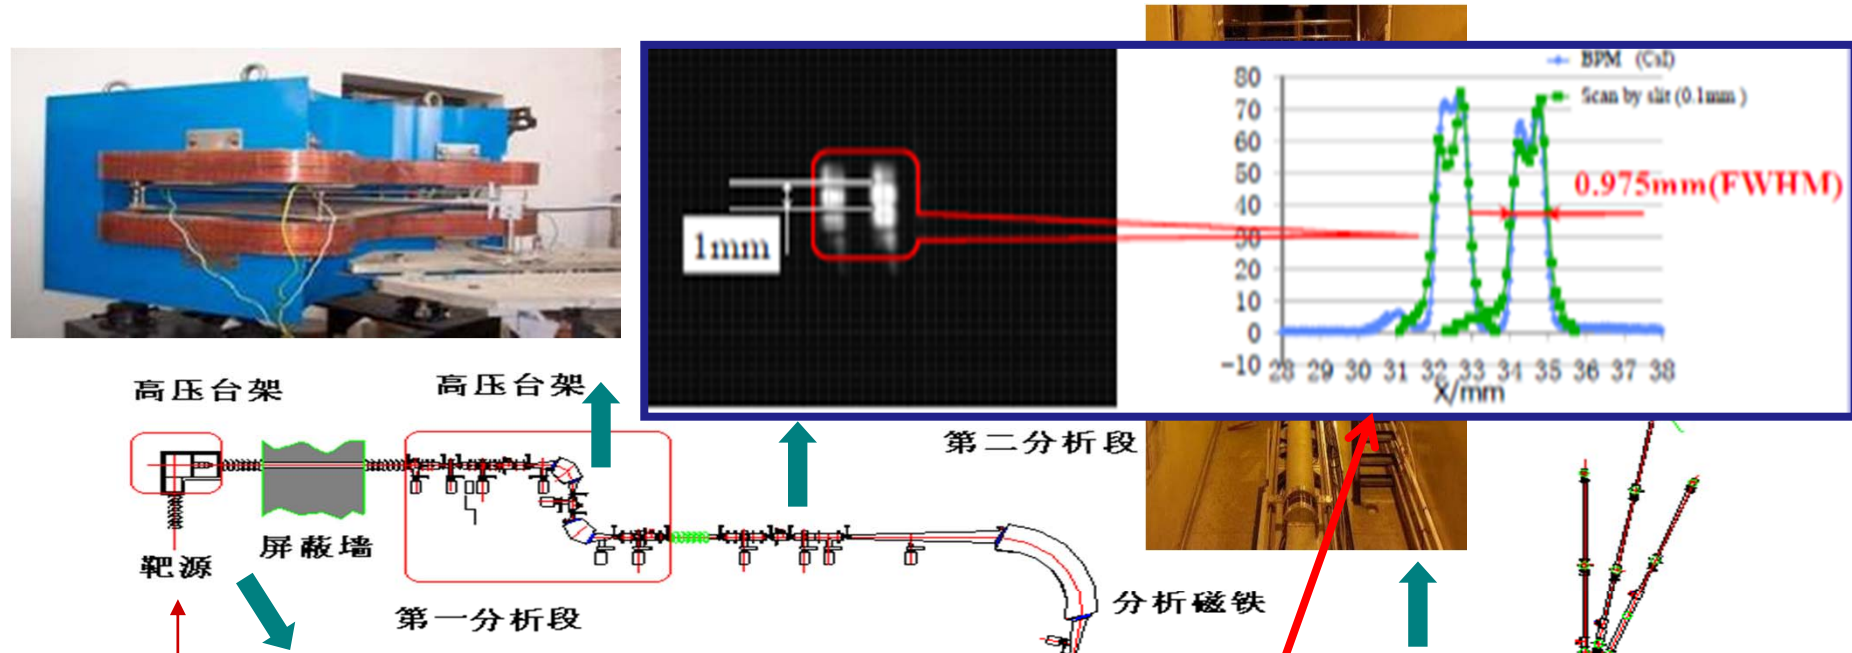 BPM (CsI)
Scan by slit (0.1mm)
80
70
60
50
40
30
20
10
0
-10
0.975mm(FWHM)
28 29 30 31 32 33 34 35 36 37 38
X/mm
1mm
高压台架
高压台架
第二分析段
屏蔽墙
靶源
第一分析段
分析磁铁